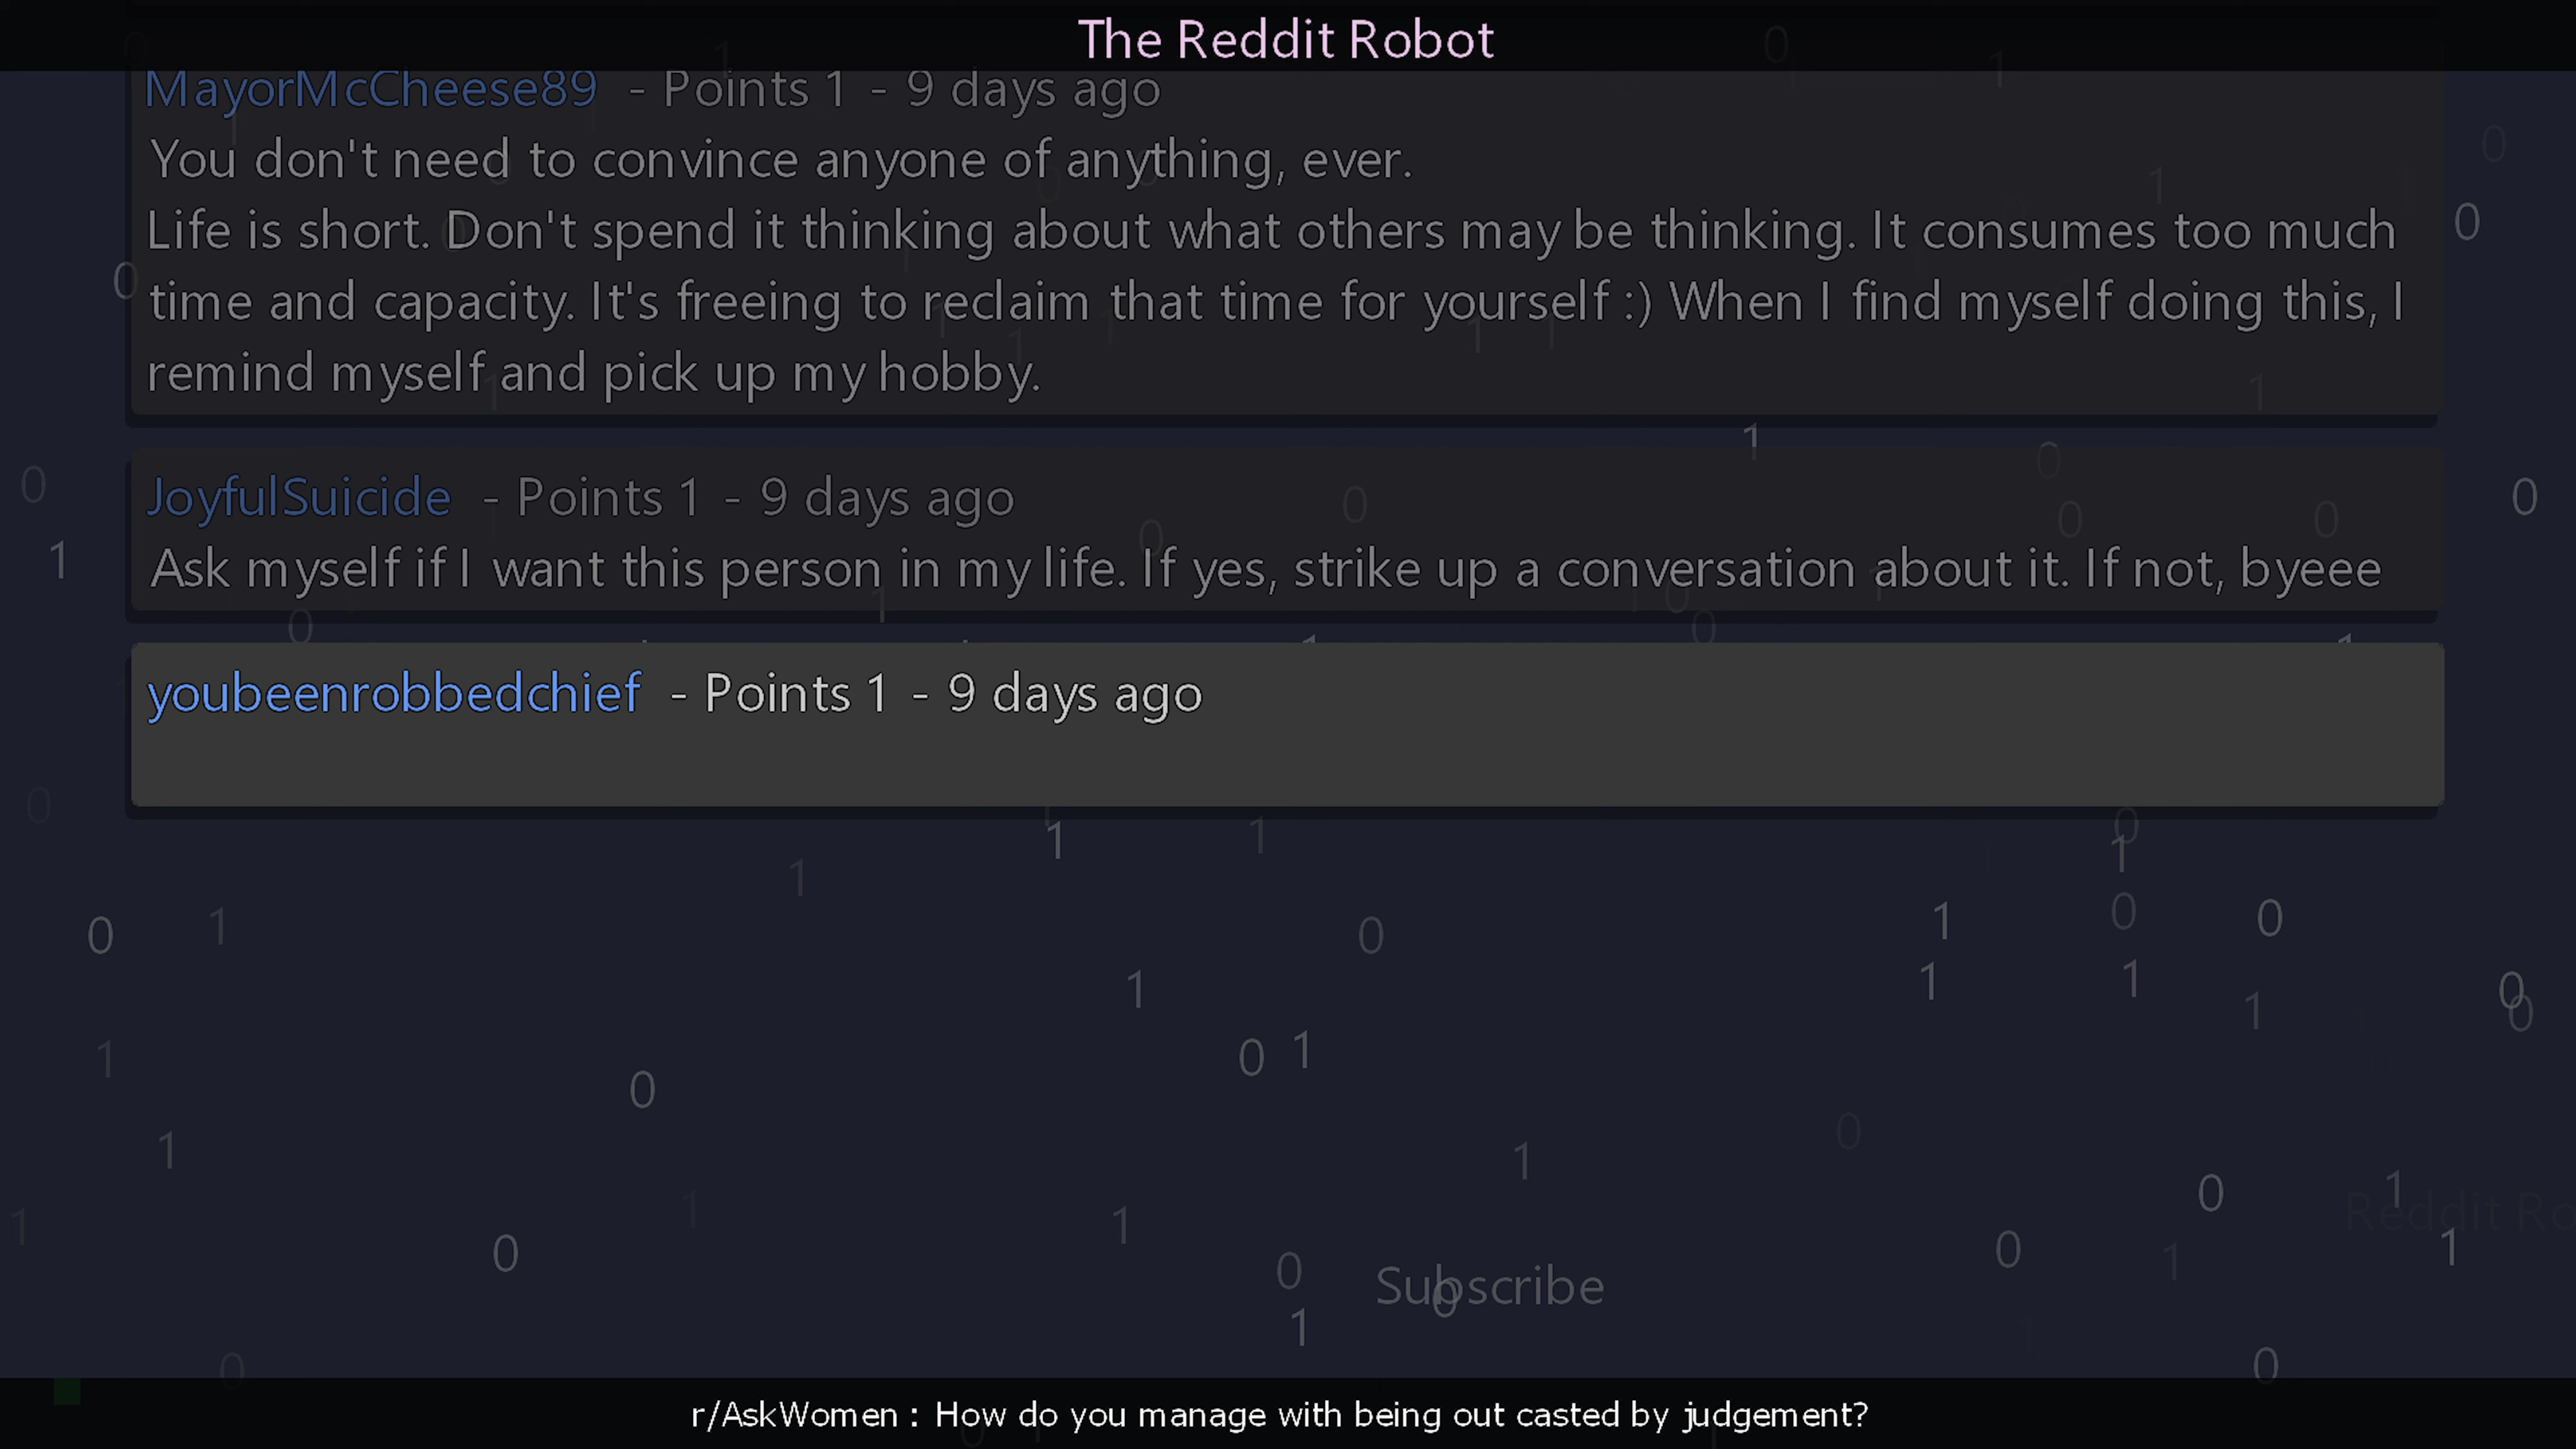 The Reddit Robot
MayorMcCheese89 - Points 1 - 9 days ago
You don't need to convince anyone of anything, ever.
Life is short. Don't spend it thinking about what others may be thinking. It consumes too much
time and capacity. It's freeing to reclaim that time for yourself :) When I find myself doing this, I
remind myself and pick up my hobby.
JoyfulSuicide - Points 1 - 9 days ago
Ask myself if I want this person in my life. If yes, strike up a conversation about it. If not, byeee
youbeenrobbedchief - Points 1 - 9 days ago
Reddit Ro
Subscribe
r/AskWomen : How do you manage with being out casted by judgement?